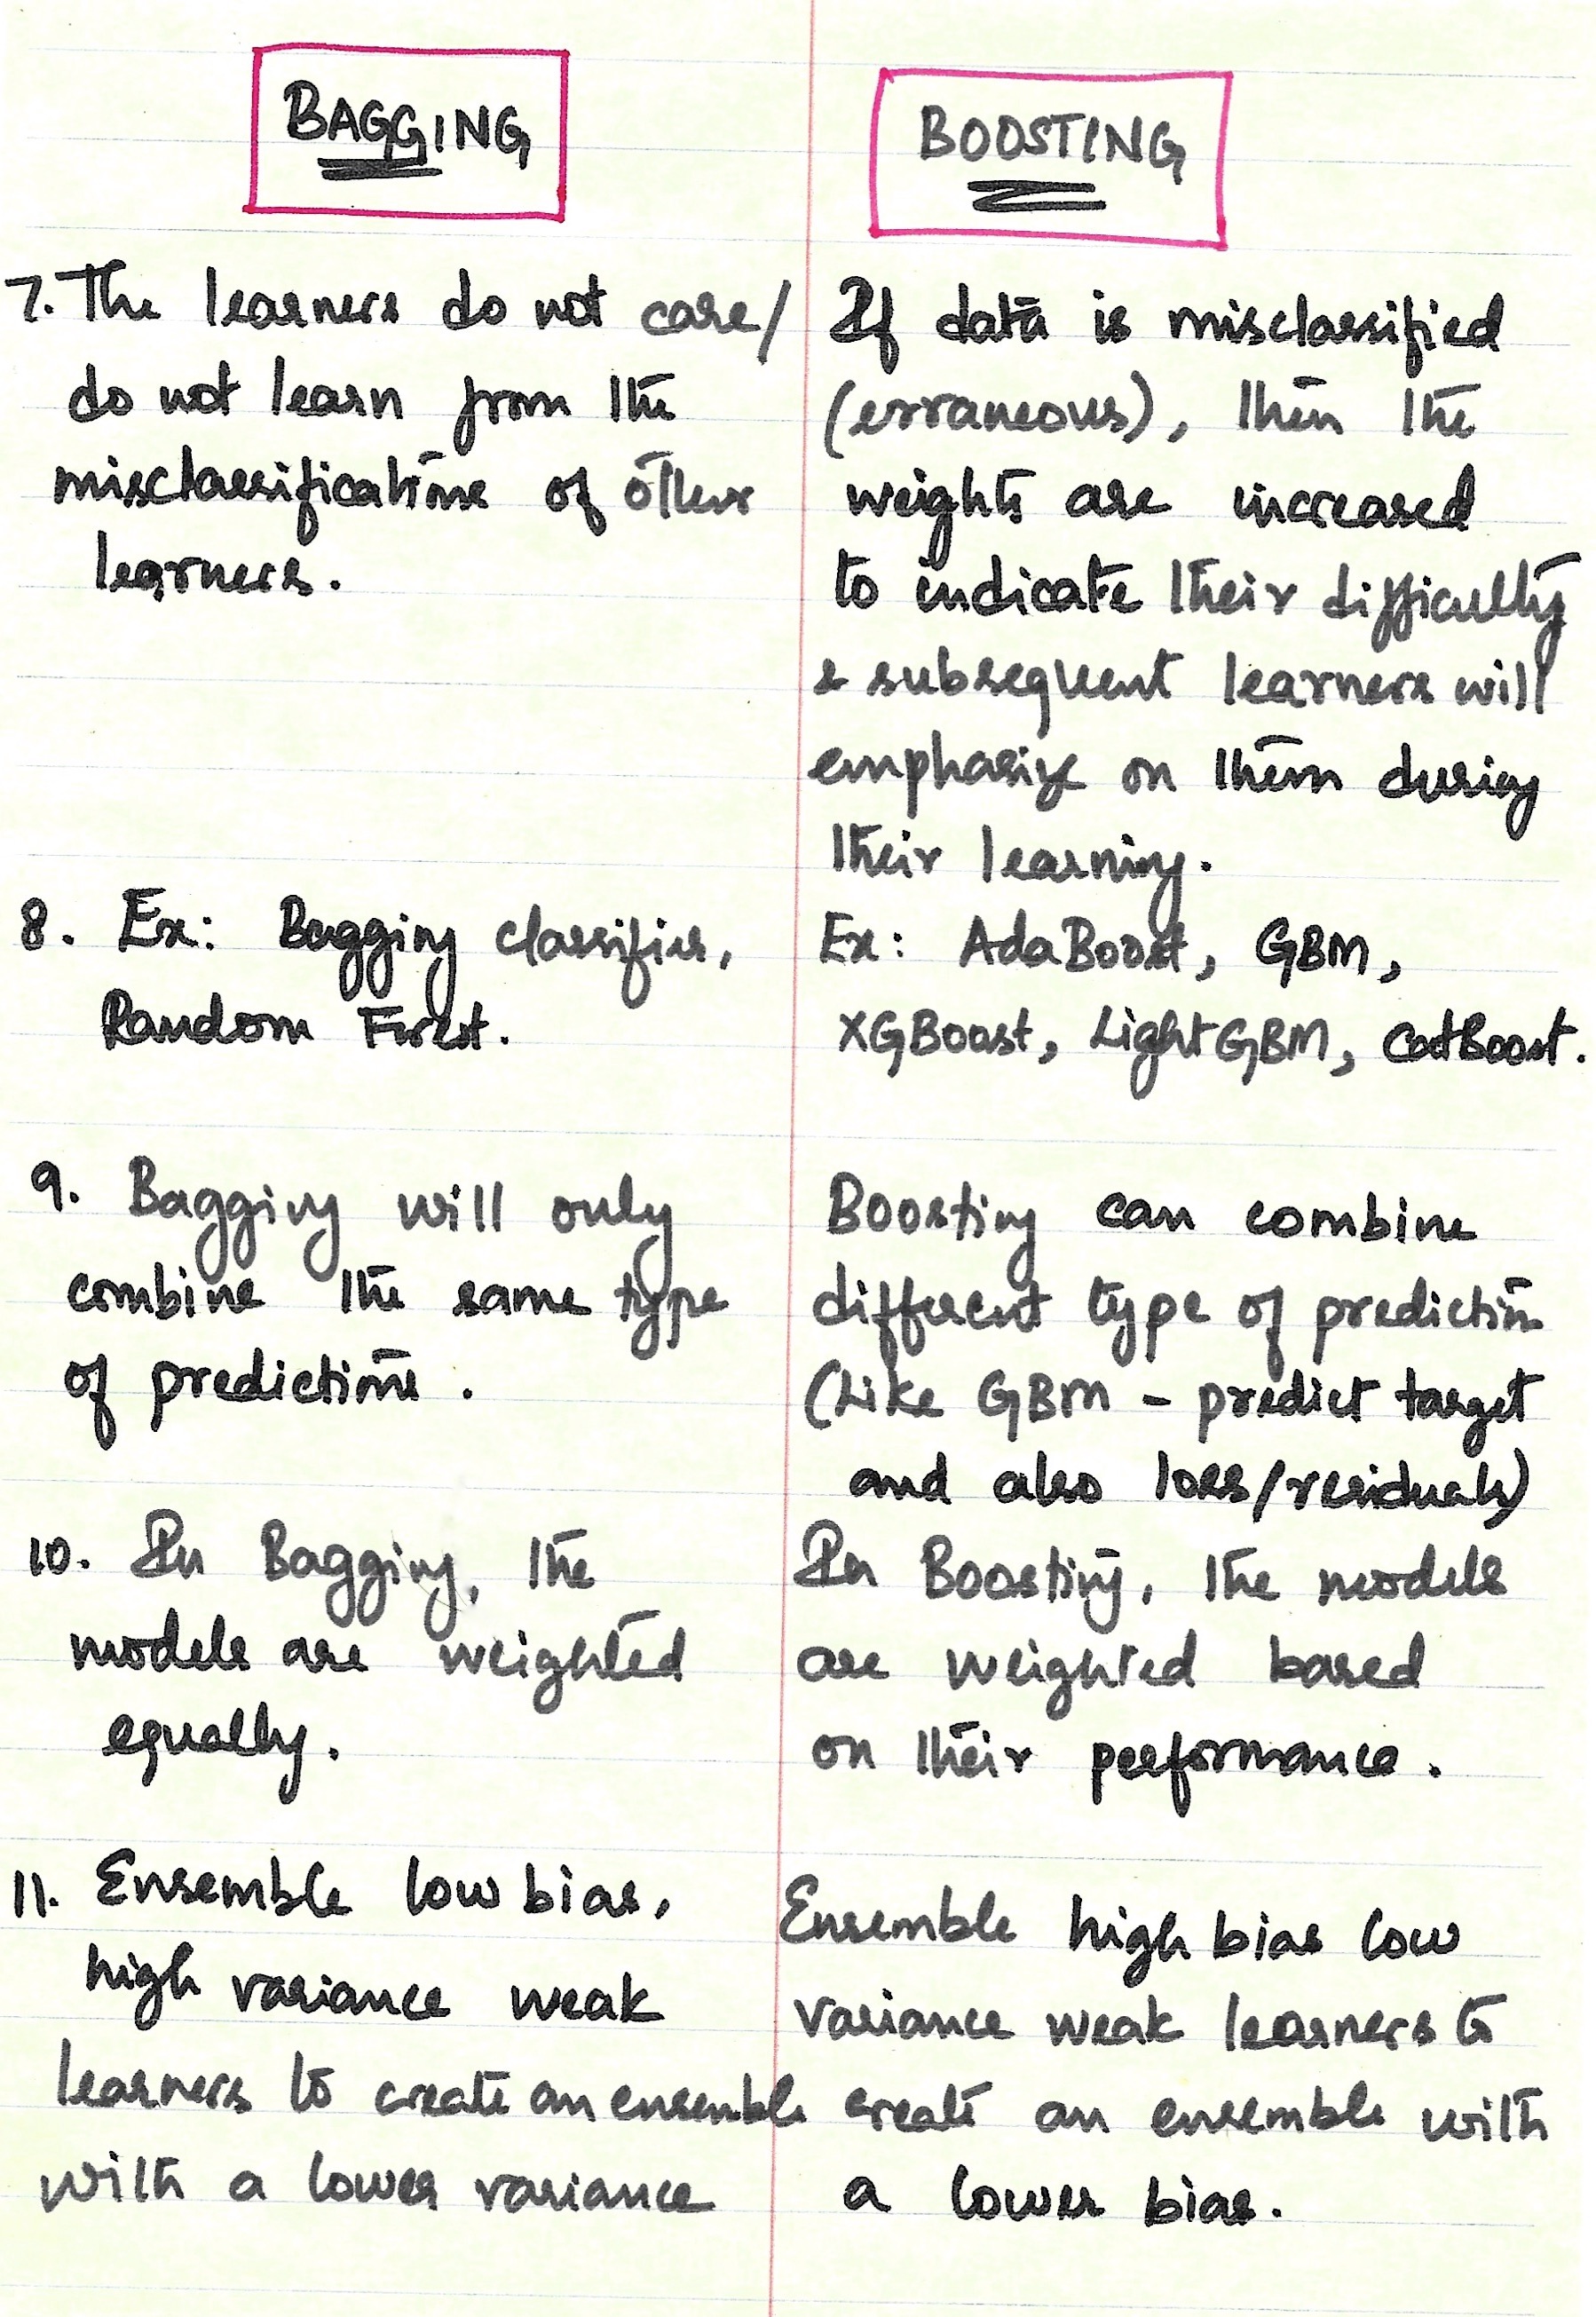 BAGGING
7. The learners do not care/
do not learn from the
misclassifications of other
learners.
8. Ex: Bagging classifier,
Random Forest.
9. Bagging will only
combine the same type
of predictions.
10. In Bagging, the
models are weighted
equally.
11. Ensemble low bias,
high variance weak
learners to create an ensemble
with a lower variance
BOOSTING
If data is misclassified
(erraneous), then the
weights are increased
to indicate their difficulty
& subsequent learners will
emphasize on them during
their learning.
Ex: AdaBoost, GBM,
XGBoost, LightGBM, CatBoost.
Boosting can combine
different type of prediction
(Like GBM - predict target
and also loss/residuals)
In Boosting, the models
are weighted based
on their performance.
Ensemble high bias low
variance weak learners to
create an ensemble with
a lower bias.